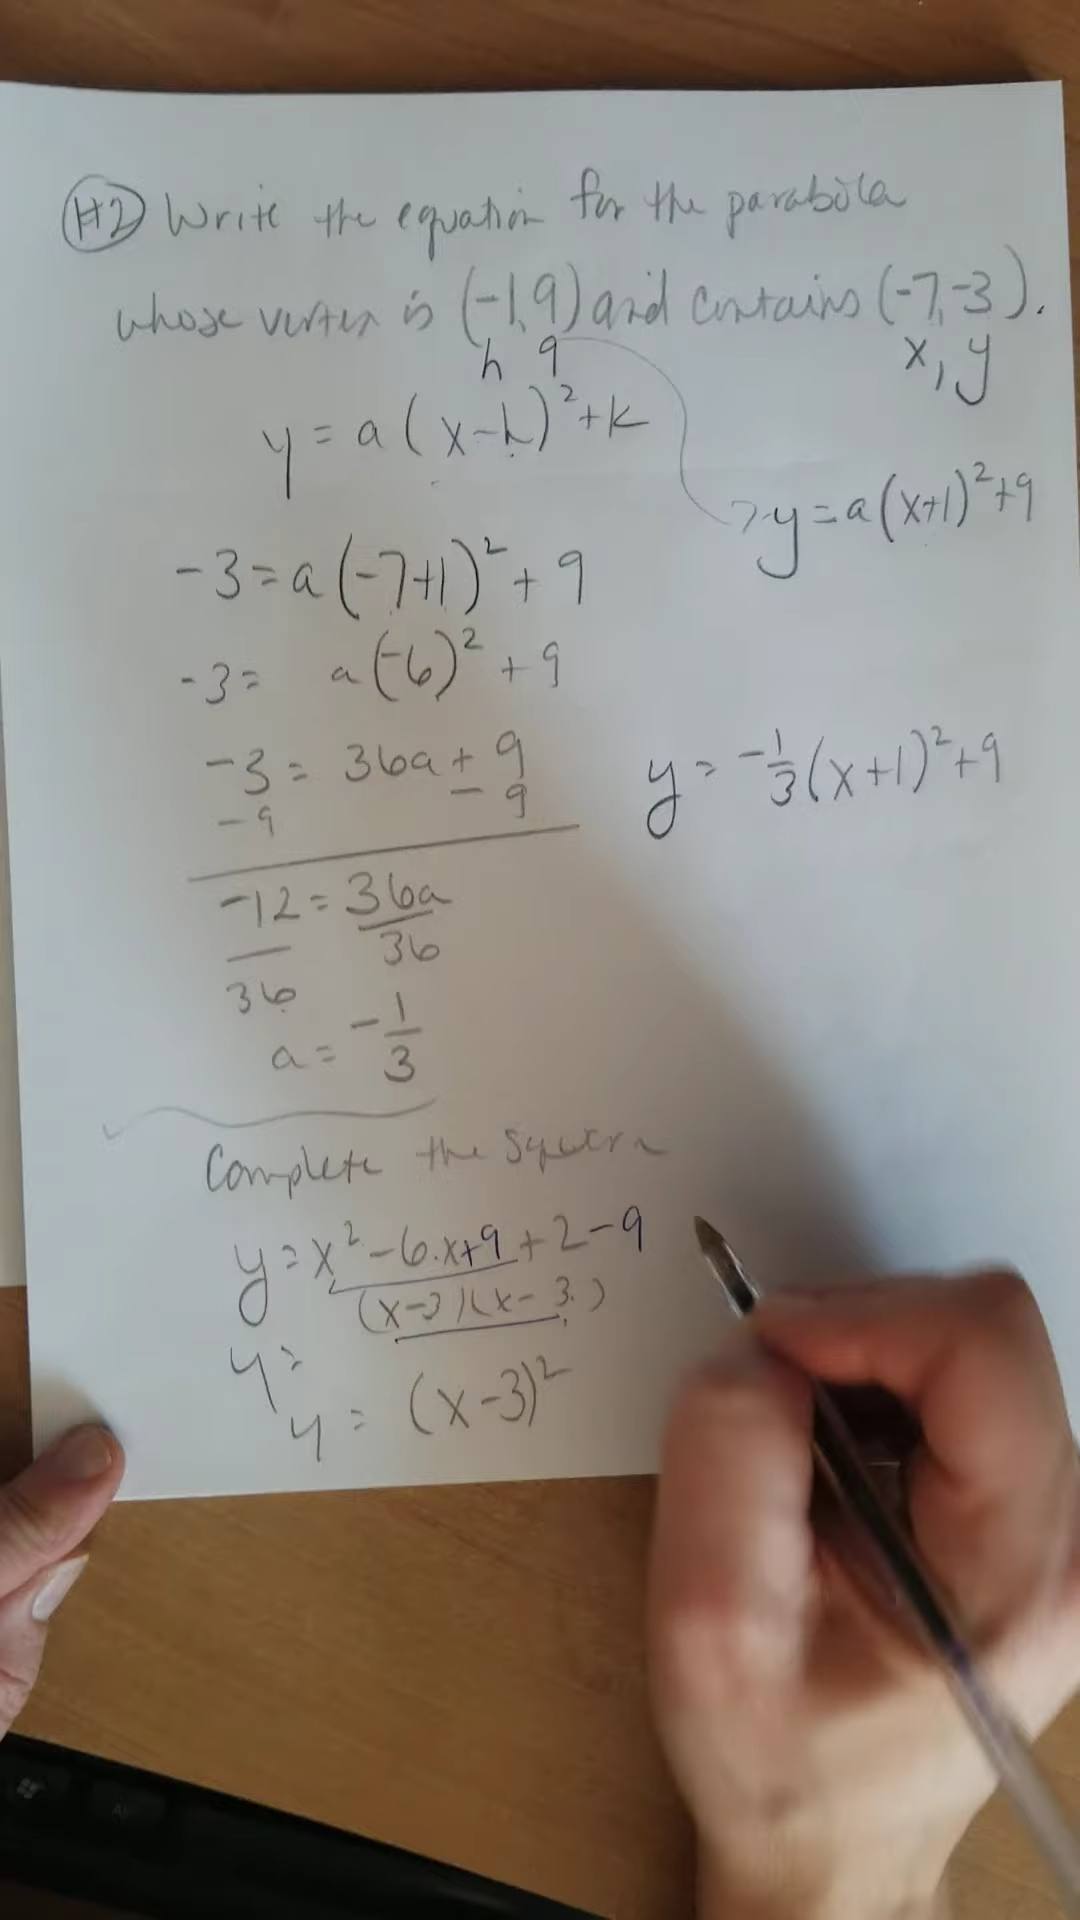 H2 Write the equation for the parabola
whose vertex is (-1,9) and contains (-7,-3).
h 9 x, y
y = a(x-h)²+k
y=a(x+1)²+9
-3=a(-7+1)²+9
-3= a(-6)²+9
-3= 36a+9
-9 -9
y= -1/3(x+1)²+9
-12=36a
36 36
a= -1/3
Complete the square
y=x²-6x+9+2-9
(x-3)(x-3)
y=
y= (x-3)²